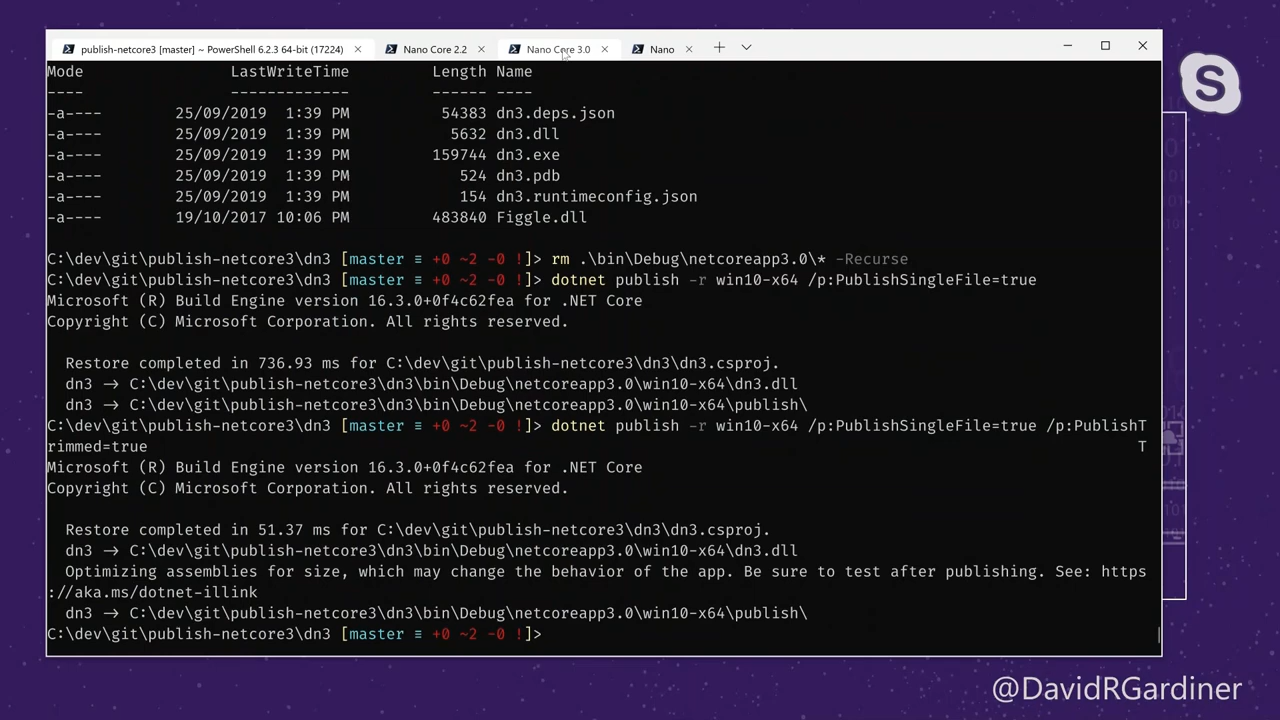 publish-netcore3 [master] ~ PowerShell 6.2.3 64-bit (17224) Nano Core 2.2 Nano Core 3.0 Nano
Mode LastWriteTime Length Name
---- ------------- ------ ----
-a---- 25/09/2019 1:39 PM 54383 dn3.deps.json
-a---- 25/09/2019 1:39 PM 5632 dn3.dll
-a---- 25/09/2019 1:39 PM 159744 dn3.exe
-a---- 25/09/2019 1:39 PM 524 dn3.pdb
-a---- 25/09/2019 1:39 PM 154 dn3.runtimeconfig.json
-a---- 19/10/2017 10:06 PM 483840 Figgle.dll
C:\dev\git\publish-netcore3\dn3 [master ≡ +0 ~2 -0 !]> rm .\bin\Debug\netcoreapp3.0\* -Recurse
C:\dev\git\publish-netcore3\dn3 [master ≡ +0 ~2 -0 !]> dotnet publish -r win10-x64 /p:PublishSingleFile=true
Microsoft (R) Build Engine version 16.3.0+0f4c62fea for .NET Core
Copyright (C) Microsoft Corporation. All rights reserved.
Restore completed in 736.93 ms for C:\dev\git\publish-netcore3\dn3\dn3.csproj.
dn3 -> C:\dev\git\publish-netcore3\dn3\bin\Debug\netcoreapp3.0\win10-x64\dn3.dll
dn3 -> C:\dev\git\publish-netcore3\dn3\bin\Debug\netcoreapp3.0\win10-x64\publish\
C:\dev\git\publish-netcore3\dn3 [master ≡ +0 ~2 -0 !]> dotnet publish -r win10-x64 /p:PublishSingleFile=true /p:PublishT
rimmed=true T
Microsoft (R) Build Engine version 16.3.0+0f4c62fea for .NET Core
Copyright (C) Microsoft Corporation. All rights reserved.
Restore completed in 51.37 ms for C:\dev\git\publish-netcore3\dn3\dn3.csproj.
dn3 -> C:\dev\git\publish-netcore3\dn3\bin\Debug\netcoreapp3.0\win10-x64\dn3.dll
Optimizing assemblies for size, which may change the behavior of the app. Be sure to test after publishing. See: https
://aka.ms/dotnet-illink
dn3 -> C:\dev\git\publish-netcore3\dn3\bin\Debug\netcoreapp3.0\win10-x64\publish\
C:\dev\git\publish-netcore3\dn3 [master ≡ +0 ~2 -0 !]>
@DavidRGardiner